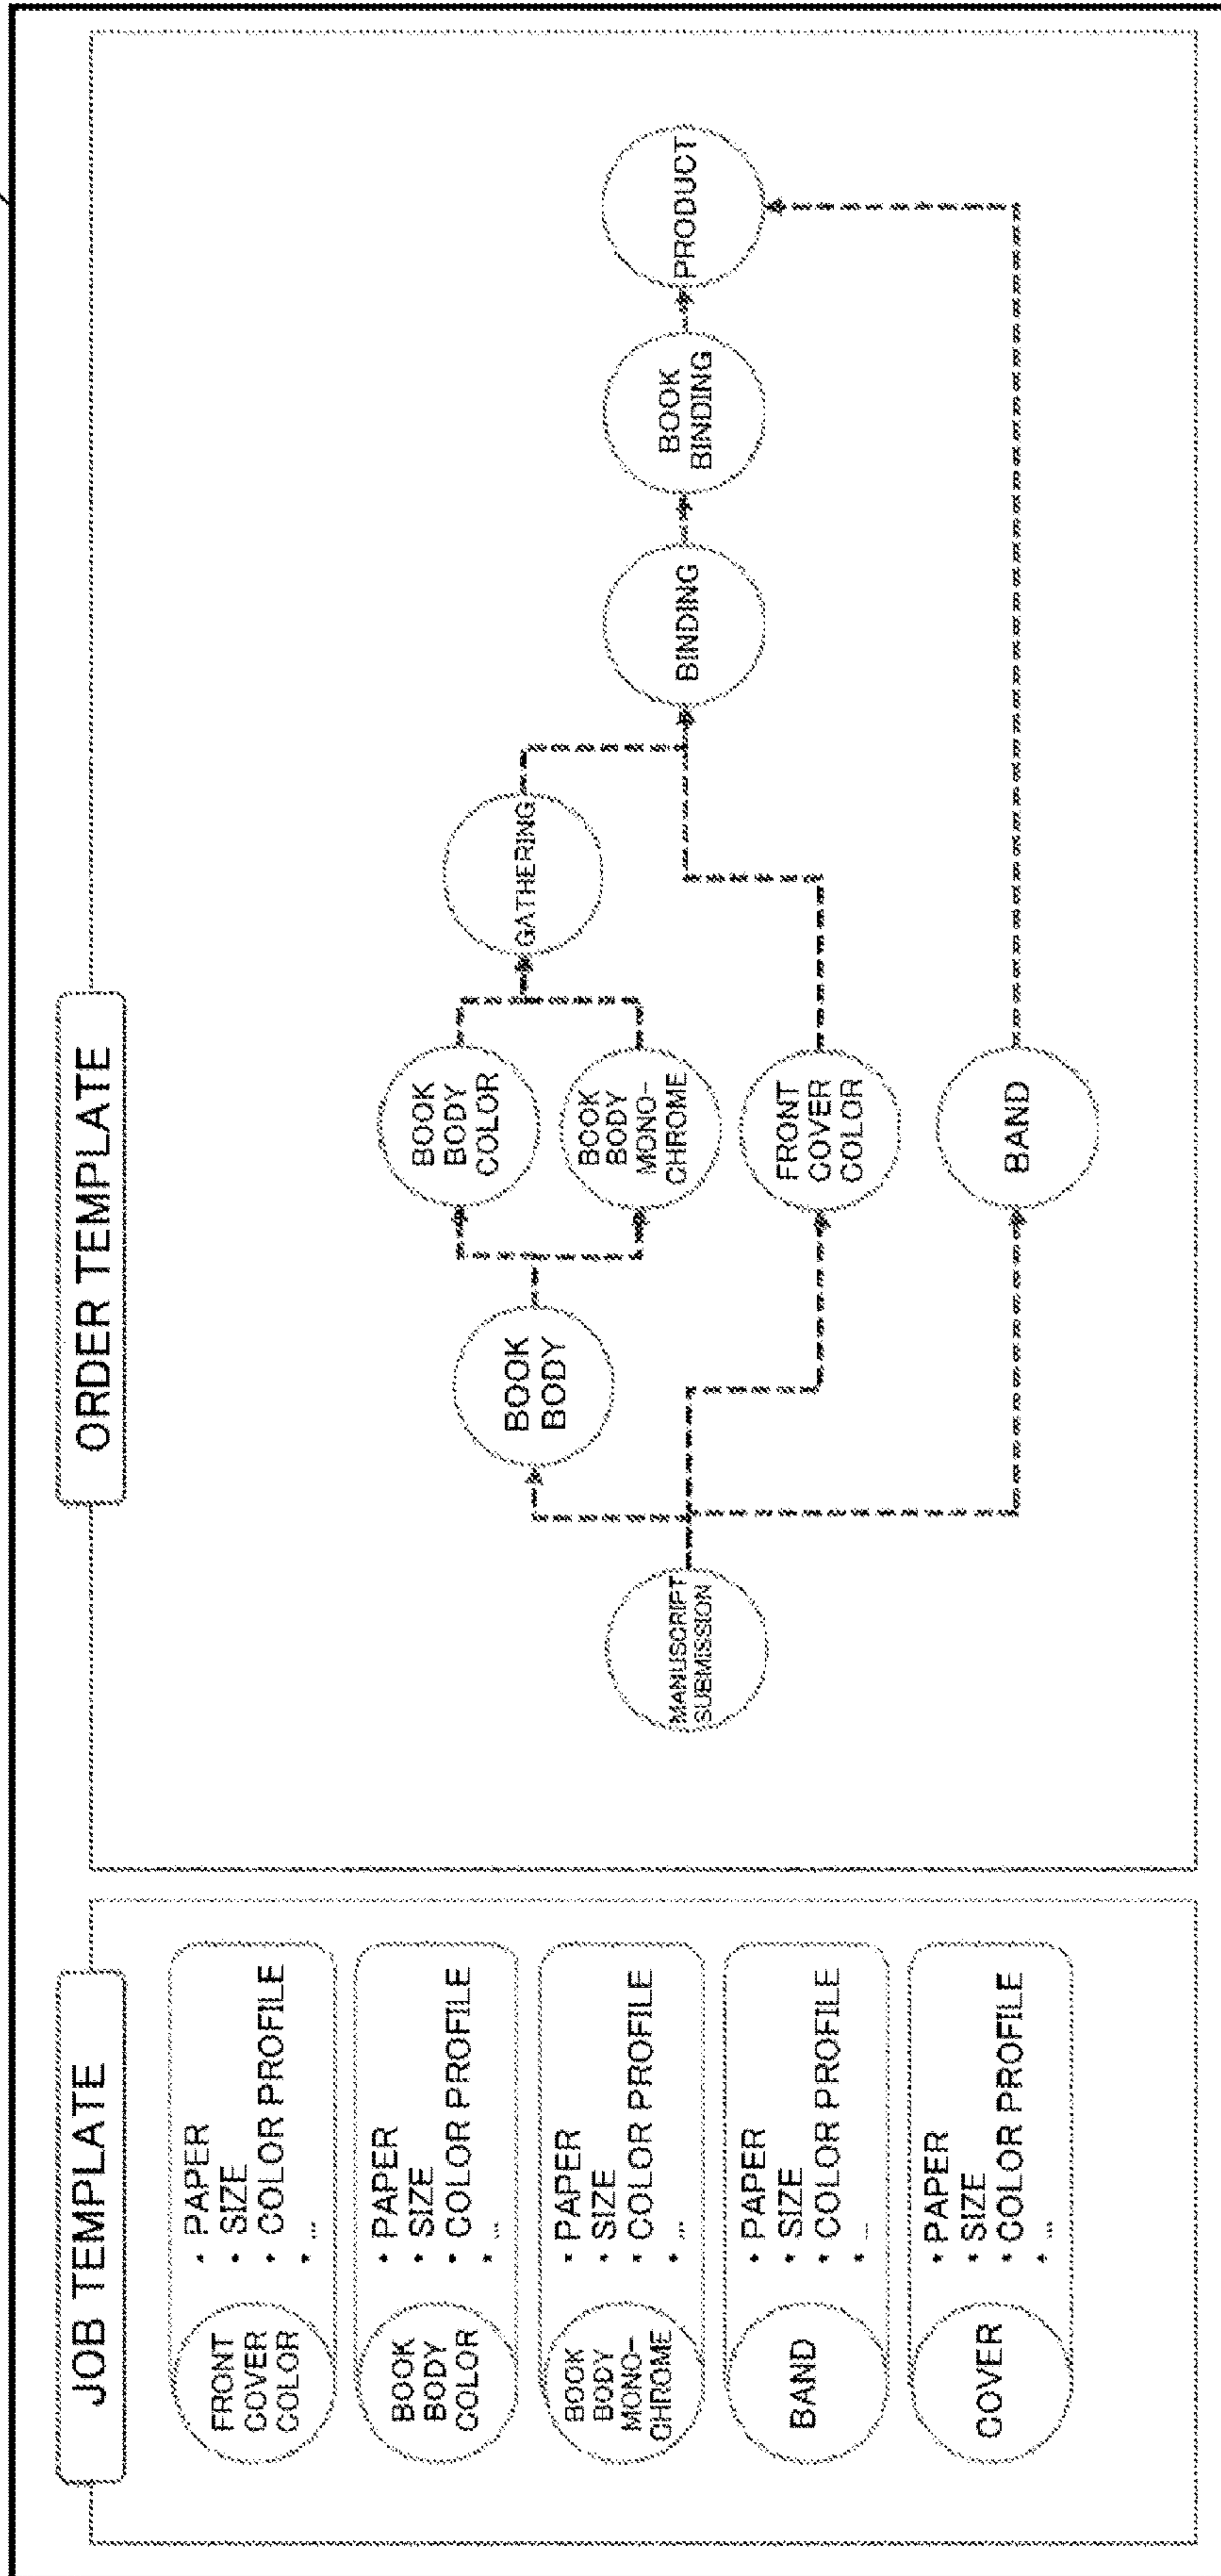 JOB TEMPLATE
FRONT
COVER
COLOR
• PAPER
• SIZE
• COLOR PROFILE
• ...
BOOK
BODY
COLOR
• PAPER
• SIZE
• COLOR PROFILE
• ...
BOOK
BODY
MONO-
CHROME
• PAPER
• SIZE
• COLOR PROFILE
• ...
BAND
• PAPER
• SIZE
• COLOR PROFILE
• ...
COVER
• PAPER
• SIZE
• COLOR PROFILE
• ...
ORDER TEMPLATE
MANUSCRIPT
SUBMISSION
BOOK
BODY
BOOK
BODY
COLOR
BOOK
BODY
MONO-
CHROME
FRONT
COVER
COLOR
BAND
GATHERING
BINDING
BOOK
BINDING
PRODUCT